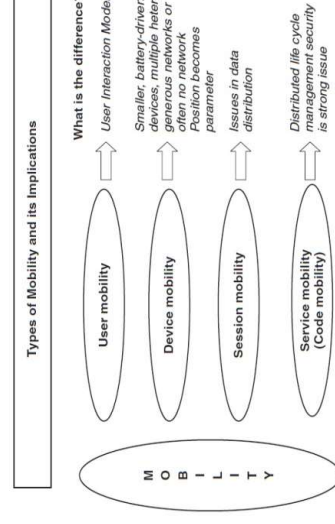 Types of Mobility and its Implications
What is the difference?
MOBILITY
User mobility
User Interaction Mode
Device mobility
Smaller, battery-driven
devices, multiple heter
generous networks or
often no network
Position becomes
parameter
Session mobility
Issues in data
distribution
Service mobility
(Code mobility)
Distributed life cycle
management security
is strong issue